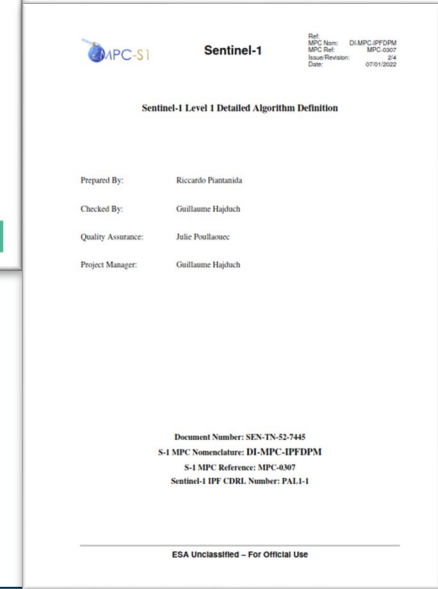 MPC-S1
Sentinel-1
Ref:
MPC Nom: DI-MPC-IPFDPM
MPC Ref: MPC-0307
Issue/Revision: 2/4
Date: 07/01/2022
Sentinel-1 Level 1 Detailed Algorithm Definition
Prepared By: Riccardo Piantanida
Checked By: Guillaume Hajduch
Quality Assurance: Julie Poullaouec
Project Manager: Guillaume Hajduch
Document Number: SEN-TN-52-7445
S-1 MPC Nomenclature: DI-MPC-IPFDPM
S-1 MPC Reference: MPC-0307
Sentinel-1 IPF CDRL Number: PAL1-1
ESA Unclassified – For Official Use